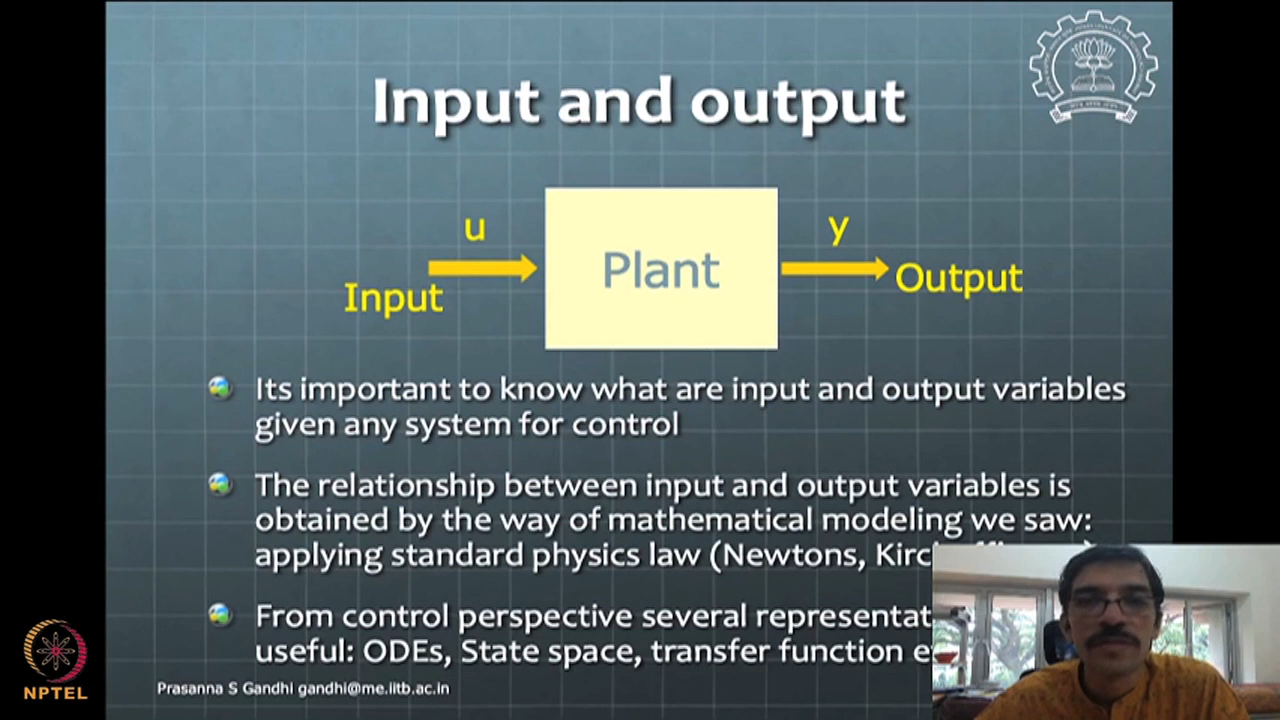 Input and output
u
y
Plant
Input
Output
Its important to know what are input and output variables
given any system for control
The relationship between input and output variables is
obtained by the way of mathematical modeling we saw:
applying standard physics law (Newtons,
From control perspective several
useful: ODEs, State space, transfer function
NPTEL
Prasanna S Gandhi gandhi@me.iitb.ac.in